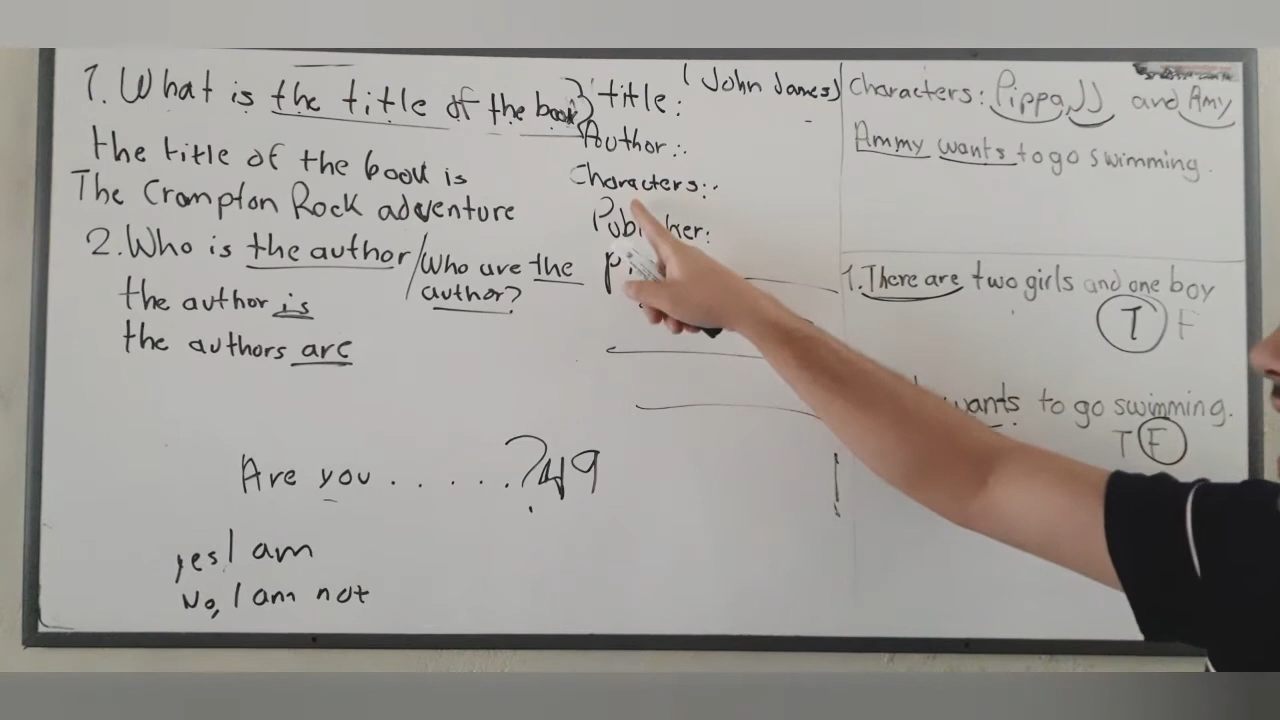 1. What is the title of the book?
the title of the book is
The Crompton Rock adventure
2. Who is the author/who are the
author?
the author is
the authors are
Are you . . . . . . ? 49
yes, I am
No, I am not
title:
(John James)
Author:.
Characters:.
pi
Characters: Pippa, JJ and Amy
Ammy wants to go swimming.
1. There are two girls and one boy
T F
wants to go swimming.
T F